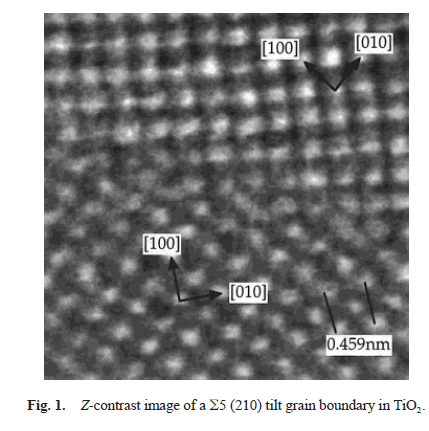 [100] [010]
[100]
[010]
0.459nm
Fig. 1. Z-contrast image of a Σ5 (210) tilt grain boundary in TiO₂.